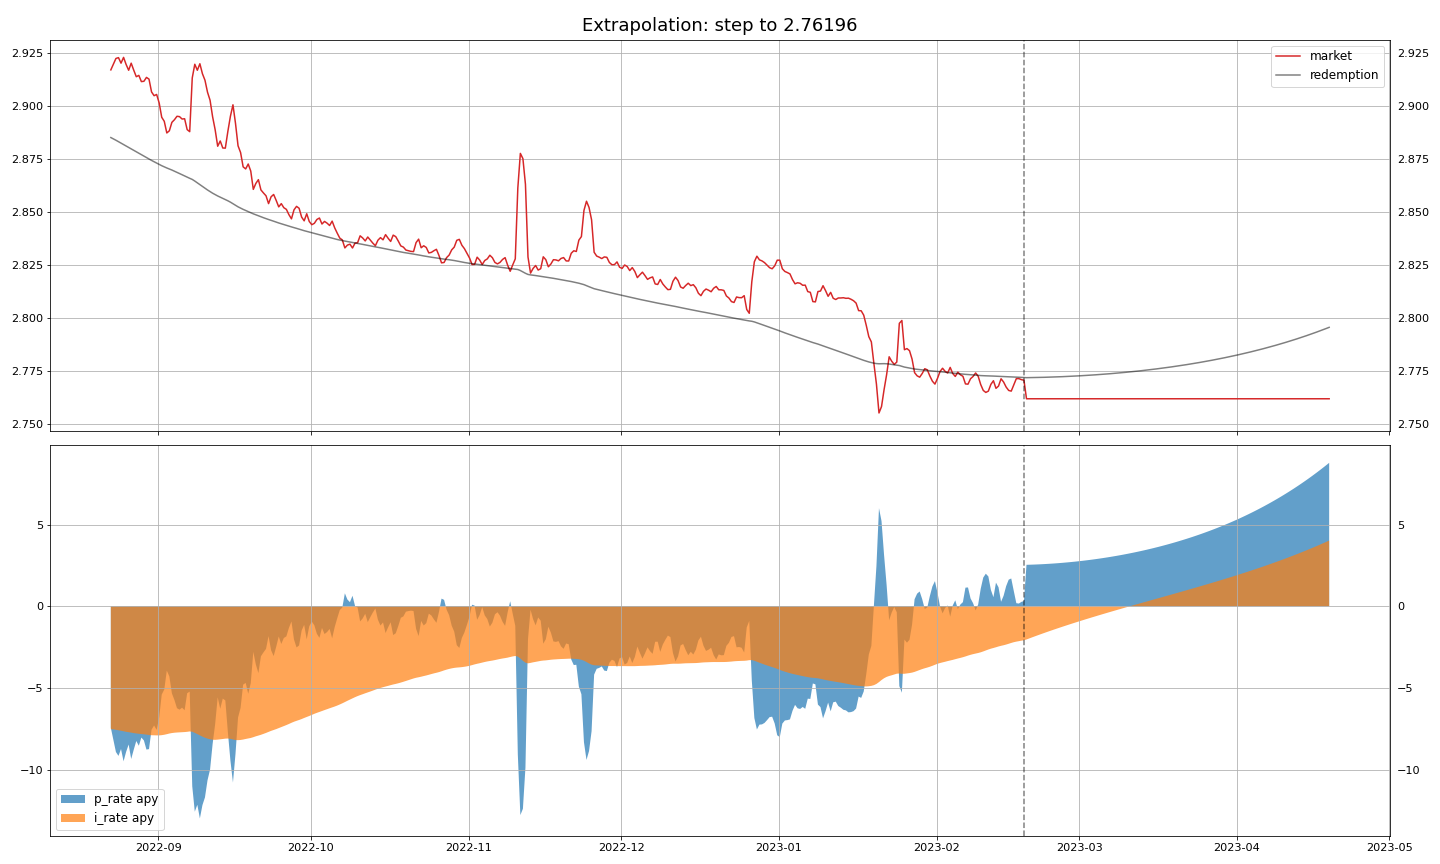 Extrapolation: step to 2.76196
market
redemption
2.925 2.925
2.900 2.900
2.875 2.875
2.850 2.850
2.825 2.825
2.800 2.800
2.775 2.775
2.750 2.750
5 5
0 0
−5 −5
−10 −10
p_rate apy
i_rate apy
2022-09 2022-10 2022-11 2022-12 2023-01 2023-02 2023-03 2023-04 2023-05